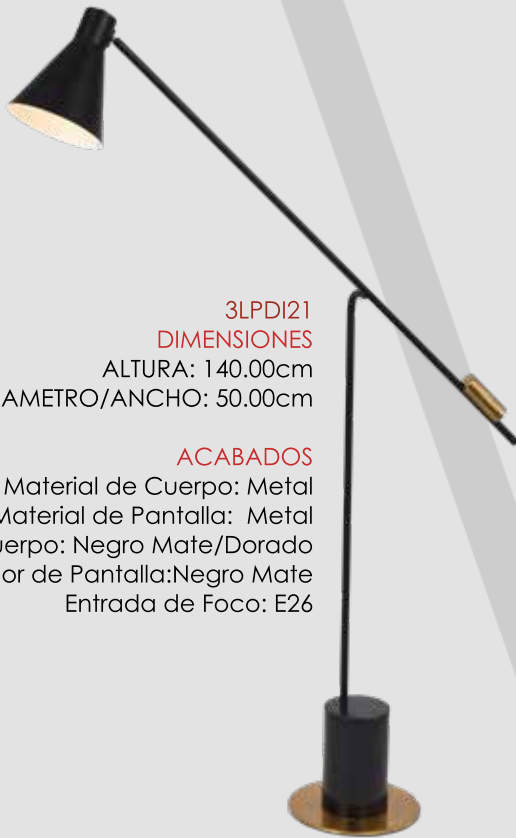 3LPDI21
DIMENSIONES
ALTURA: 140.00cm
AMETRO/ANCHO: 50.00cm
ACABADOS
Material de Cuerpo: Metal
Material de Pantalla: Metal
uerpo: Negro Mate/Dorado
or de Pantalla:Negro Mate
Entrada de Foco: E26